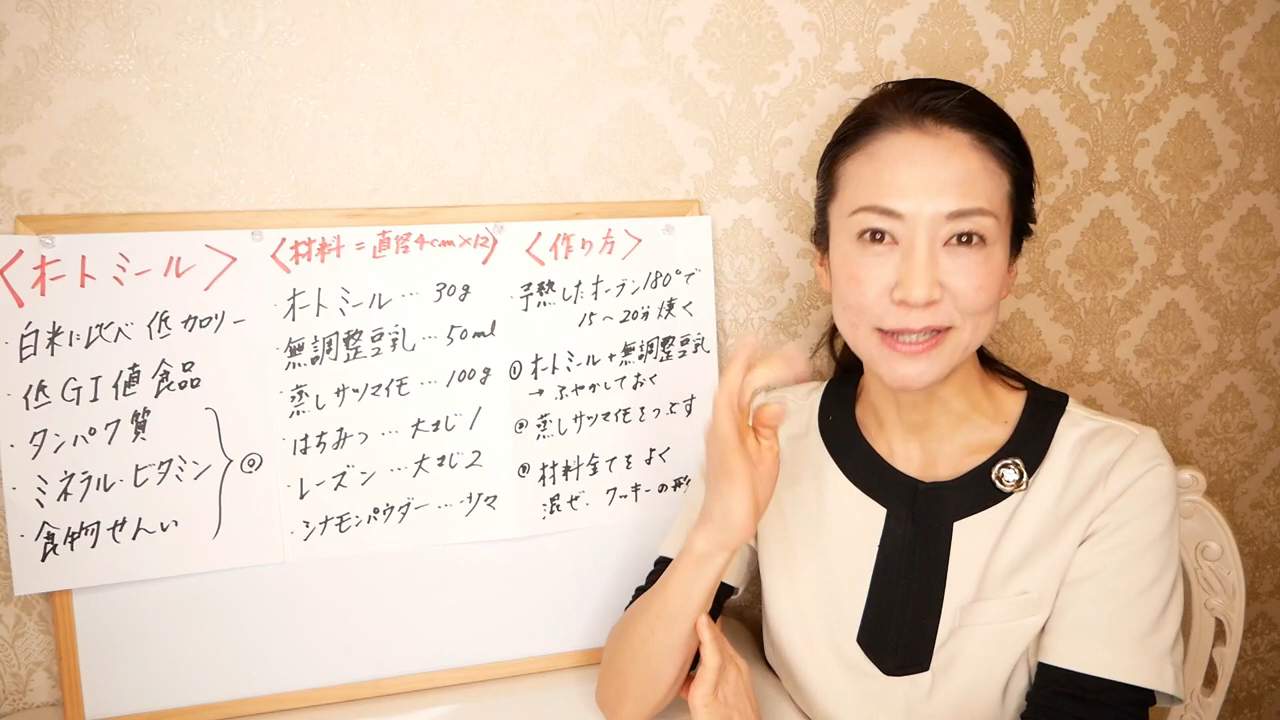 〈オートミール〉
・白米に比べ低カロリー
・低GI値食品
・タンパク質
・ミネラル・ビタミン
・食物せんい
◎
〈材料=直径4cm×12〉
・オートミール…30g
・無調整豆乳…50ml
・蒸しサツマイモ…100g
・はちみつ…大さじ1
・レーズン…大さじ2
・シナモンパウダー…少々
〈作り方〉
・予熱したオーブン180°で
15〜20分焼く
①オートミール+無調整豆乳
→ふやかしておく
②蒸しサツマイモをつぶす
③材料全てをよく
混ぜ、クッキーの形